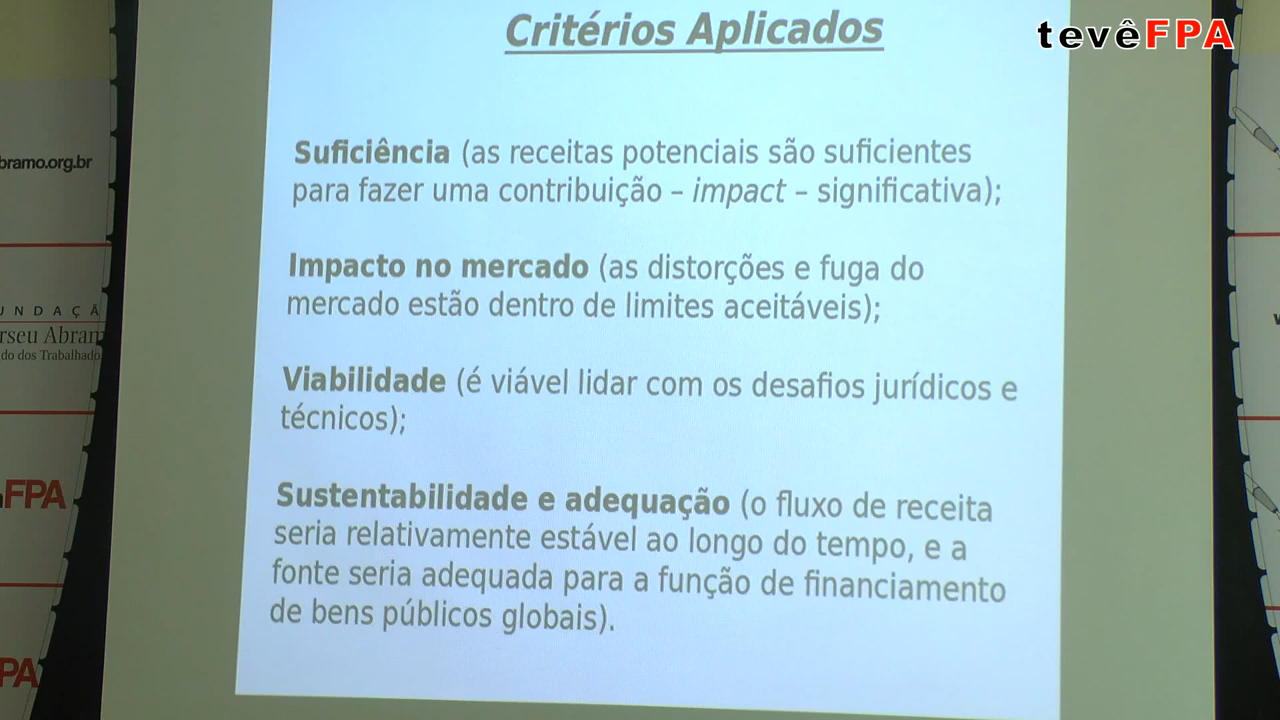 Critérios Aplicados
tevêFPA
Suficiência (as receitas potenciais são suficientes
para fazer uma contribuição – impact – significativa);
Impacto no mercado (as distorções e fuga do
mercado estão dentro de limites aceitáveis);
Viabilidade (é viável lidar com os desafios jurídicos e
técnicos);
Sustentabilidade e adequação (o fluxo de receita
seria relativamente estável ao longo do tempo, e a
fonte seria adequada para a função de financiamento
de bens públicos globais).
bramo.org.br
UNDAÇÃ
rseu Abram
do dos Trabalhado
FPA
PA